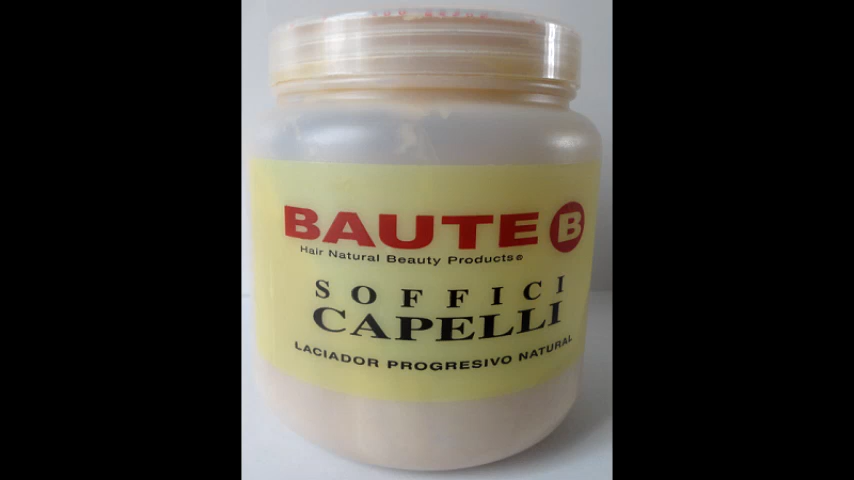 BAUTE B
Hair Natural Beauty Products®
SOFFICI
CAPELLI
LACIADOR PROGRESIVO NATURAL